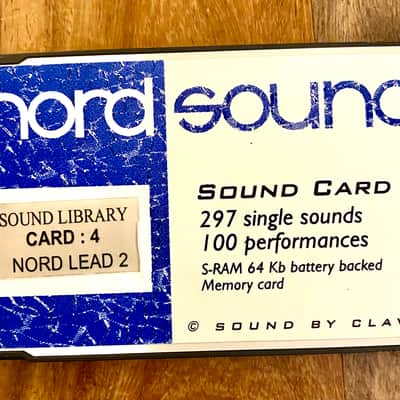 nord sound
SOUND LIBRARY
CARD : 4
NORD LEAD 2
SOUND CARD
297 single sounds
100 performances
S-RAM 64 Kb battery backed
Memory card
© SOUND BY CLAV